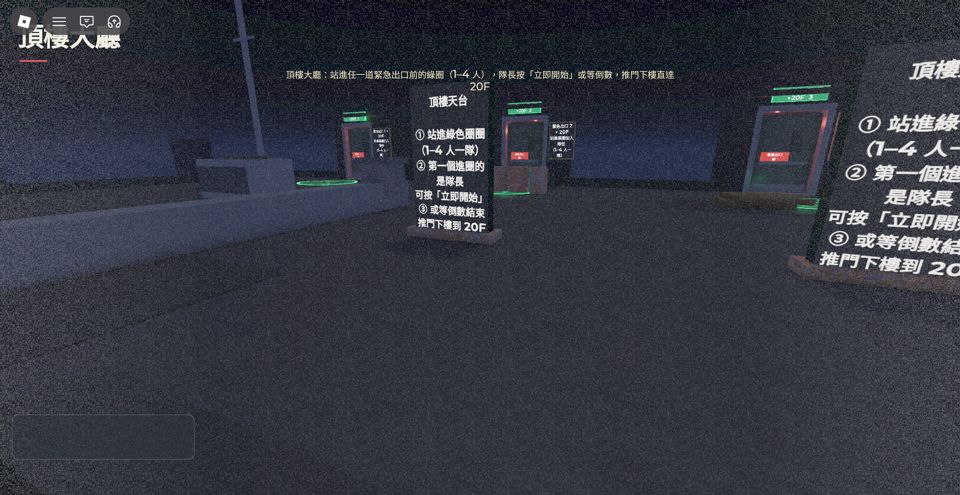 頂樓大廳
頂樓大廳：站進任一道緊急出口前的綠圈（1–4 人），隊長按「立即開始」或等倒數，推門下樓直達
20F
頂樓天台
① 站進綠色圈圈
（1–4 人一隊）
② 第一個進圈的
是隊長
可按「立即開始」
③ 或等倒數結束
推門下樓到 20F
緊急出口 2
頂樓
① 站進綠
（1–4 人一
② 第一個進
是隊長
可按「立即開
③ 或等倒數結
推門下樓到 20